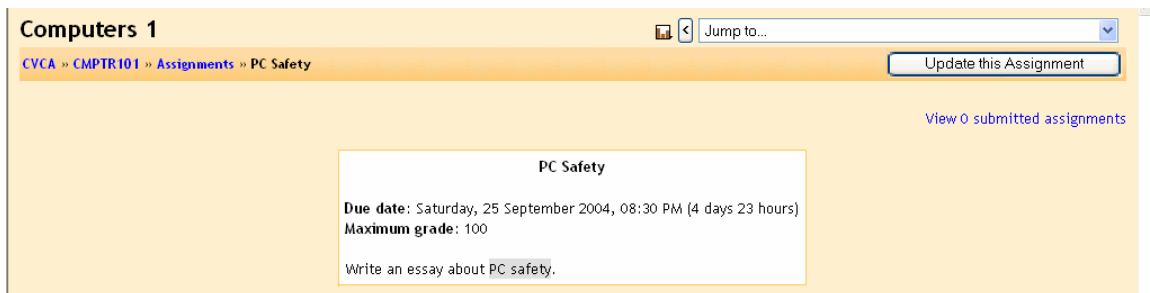 Computers 1
Jump to...
CVCA » CMPTR101 » Assignments » PC Safety
Update this Assignment
View 0 submitted assignments
PC Safety
Due date: Saturday, 25 September 2004, 08:30 PM (4 days 23 hours)
Maximum grade: 100
Write an essay about PC safety.